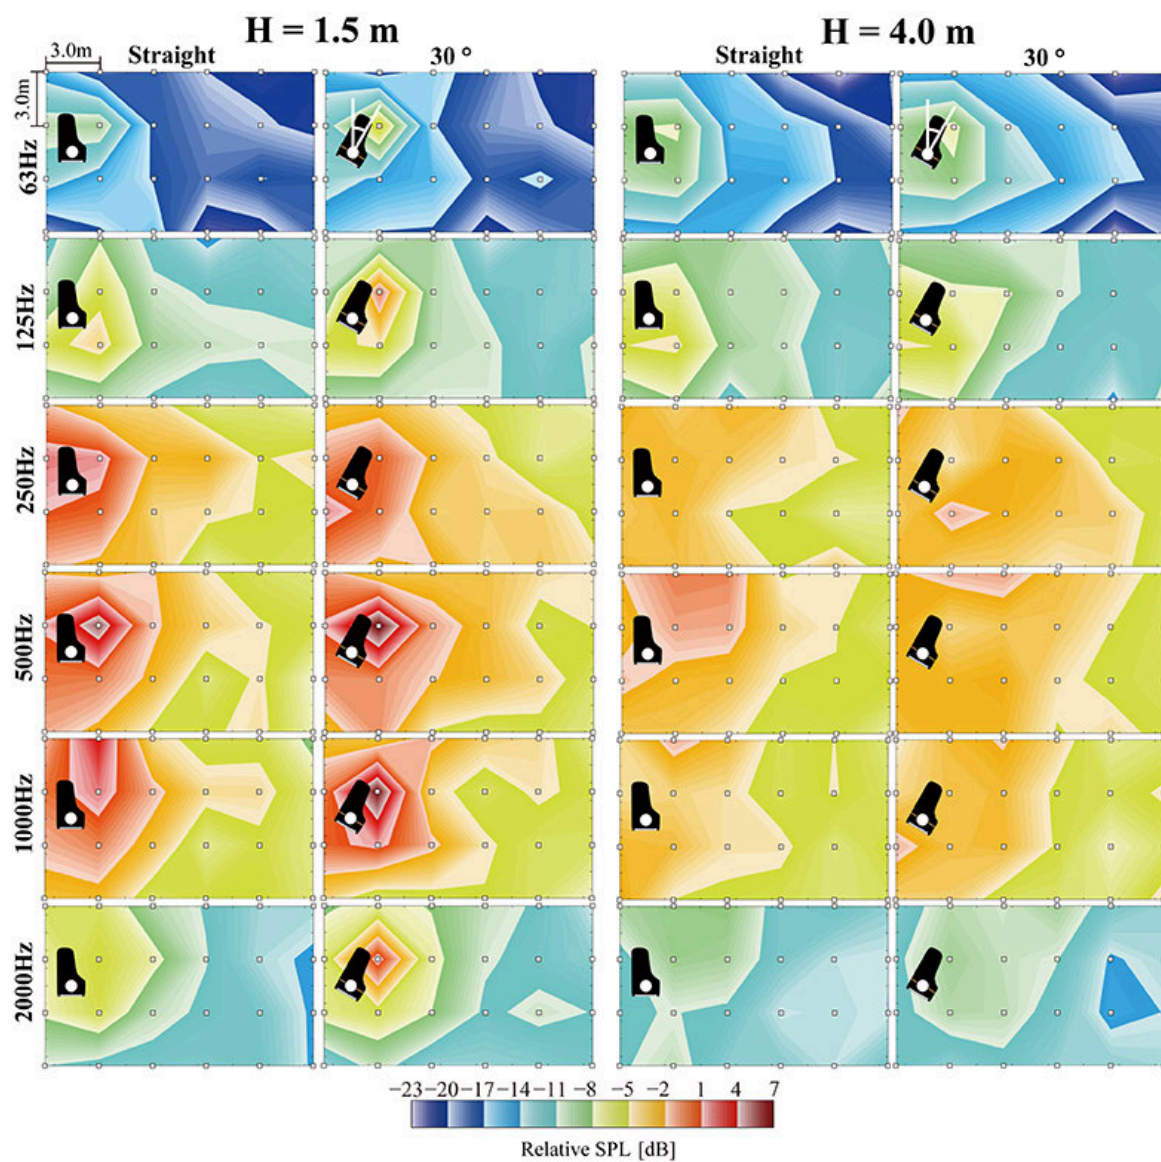 H = 1.5 m
H = 4.0 m
3.0m
Straight
30 °
Straight
30 °
3.0m
63Hz
125Hz
250Hz
500Hz
1000Hz
2000Hz
−23 −20 −17 −14 −11 −8 −5 −2 1 4 7
Relative SPL [dB]